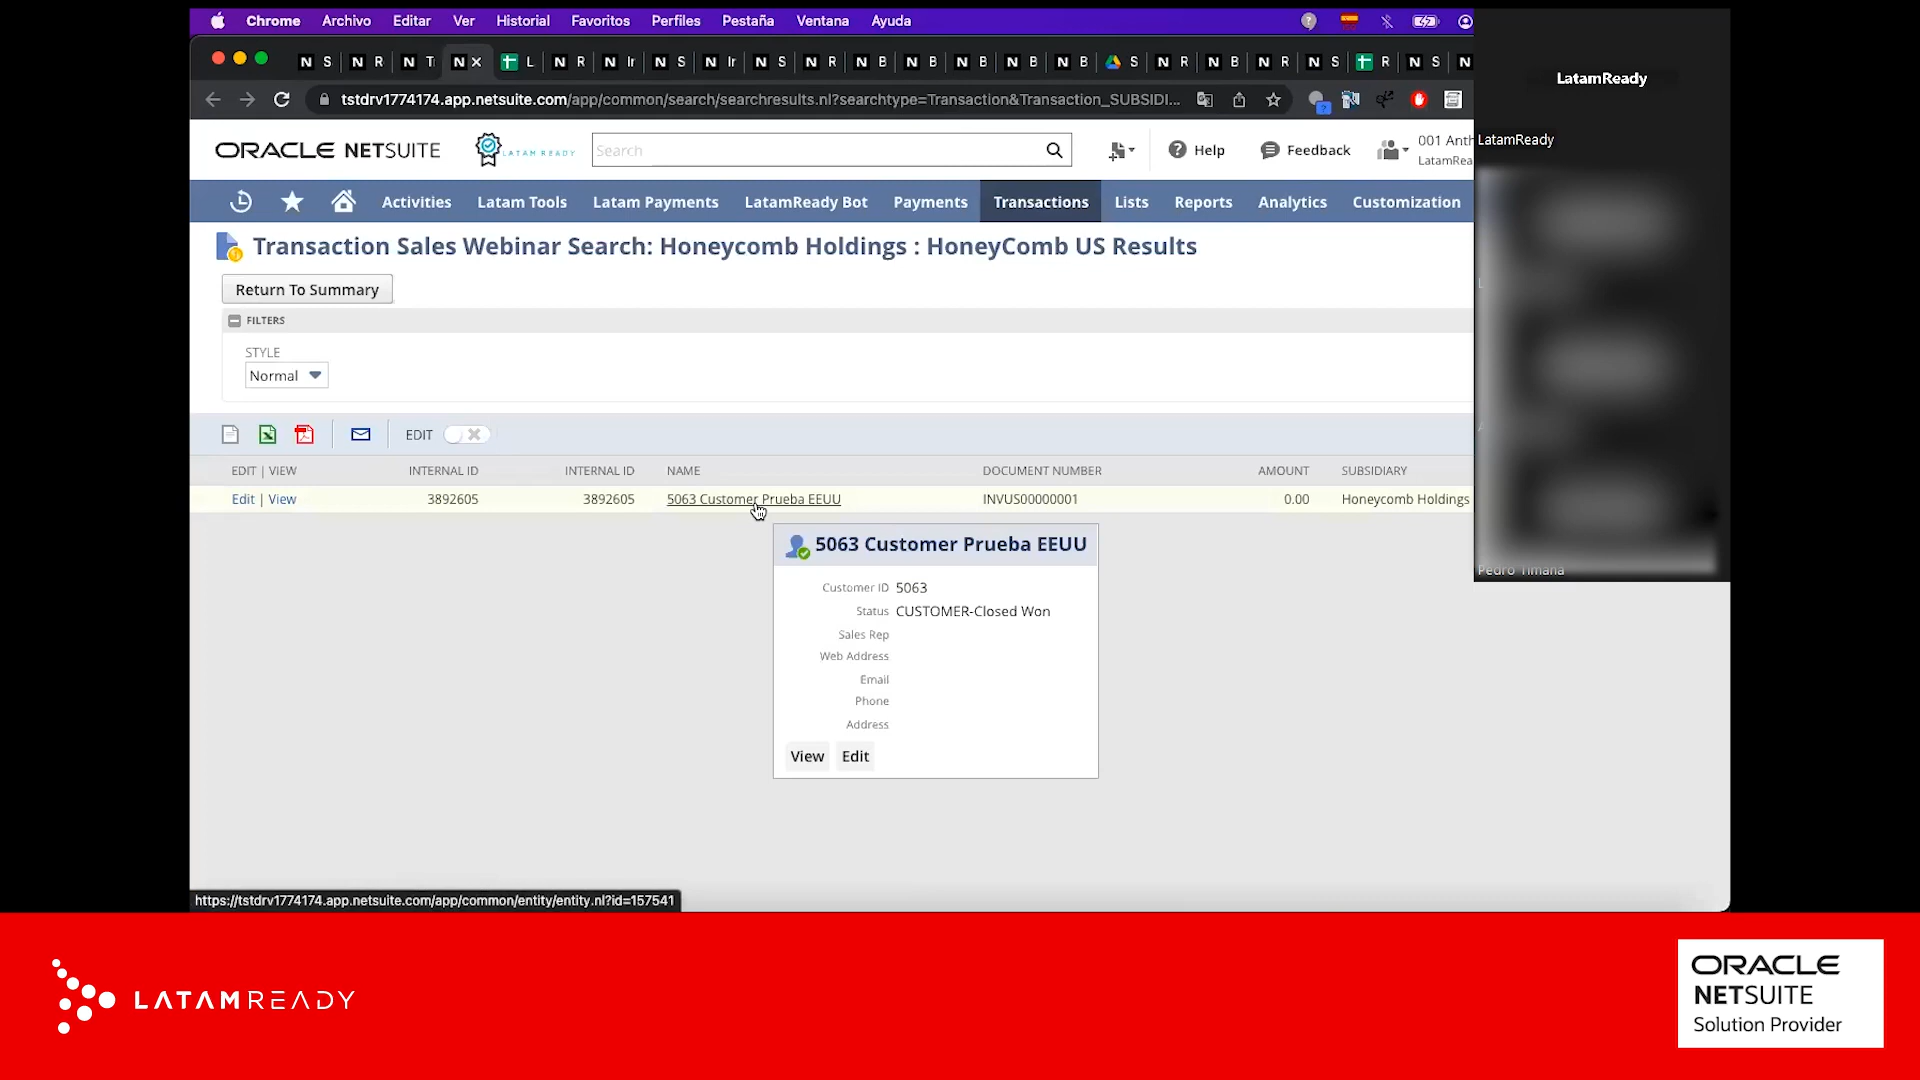 Chrome Archivo Editar Ver Historial Favoritos Perfiles Pestaña Ventana Ayuda
N S N R N T N L N R N Ir N S N Ir N S N R N B N B N B N B N B S N R N B N R N S R N S N
tstdrv1774174.app.netsuite.com/app/common/search/searchresults.nl?searchtype=Transaction&Transaction_SUBSIDI...
LatamReady
ORACLE NETSUITE
LATAM READY
Search
Help
Feedback
001 Anth
LatamRea
LatamReady
Activities Latam Tools Latam Payments LatamReady Bot Payments Transactions Lists Reports Analytics Customization
Transaction Sales Webinar Search: Honeycomb Holdings : HoneyComb US Results
Return To Summary
FILTERS
STYLE
Normal
EDIT
EDIT | VIEW INTERNAL ID INTERNAL ID NAME DOCUMENT NUMBER AMOUNT SUBSIDIARY
Edit | View 3892605 3892605 5063 Customer Prueba EEUU INVUS00000001 0.00 Honeycomb Holdings
5063 Customer Prueba EEUU
Customer ID 5063
Status CUSTOMER-Closed Won
Sales Rep
Web Address
Email
Phone
Address
View Edit
Pedro Timana
https://tstdrv1774174.app.netsuite.com/app/common/entity/entity.nl?id=157541
LATAMREADY
ORACLE
NETSUITE
Solution Provider